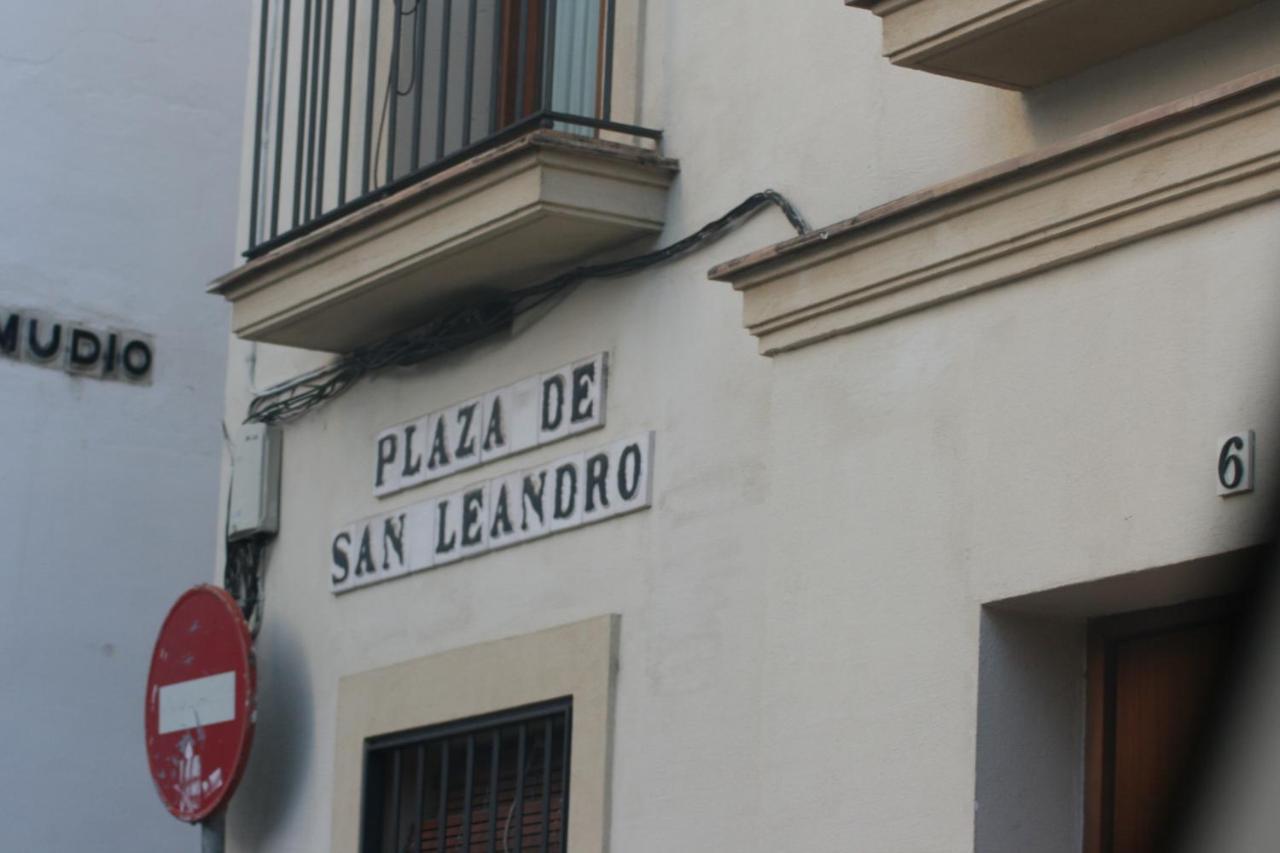 MUDIO
PLAZA DE
SAN LEANDRO
6